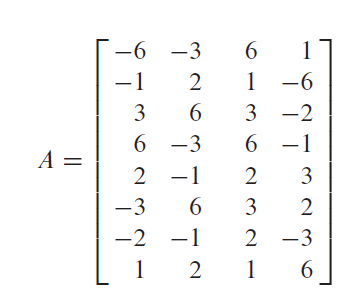 −6 −3 6 1
−1 2 1 −6
3 6 3 −2
6 −3 6 −1
A =
2 −1 2 3
−3 6 3 2
−2 −1 2 −3
1 2 1 6